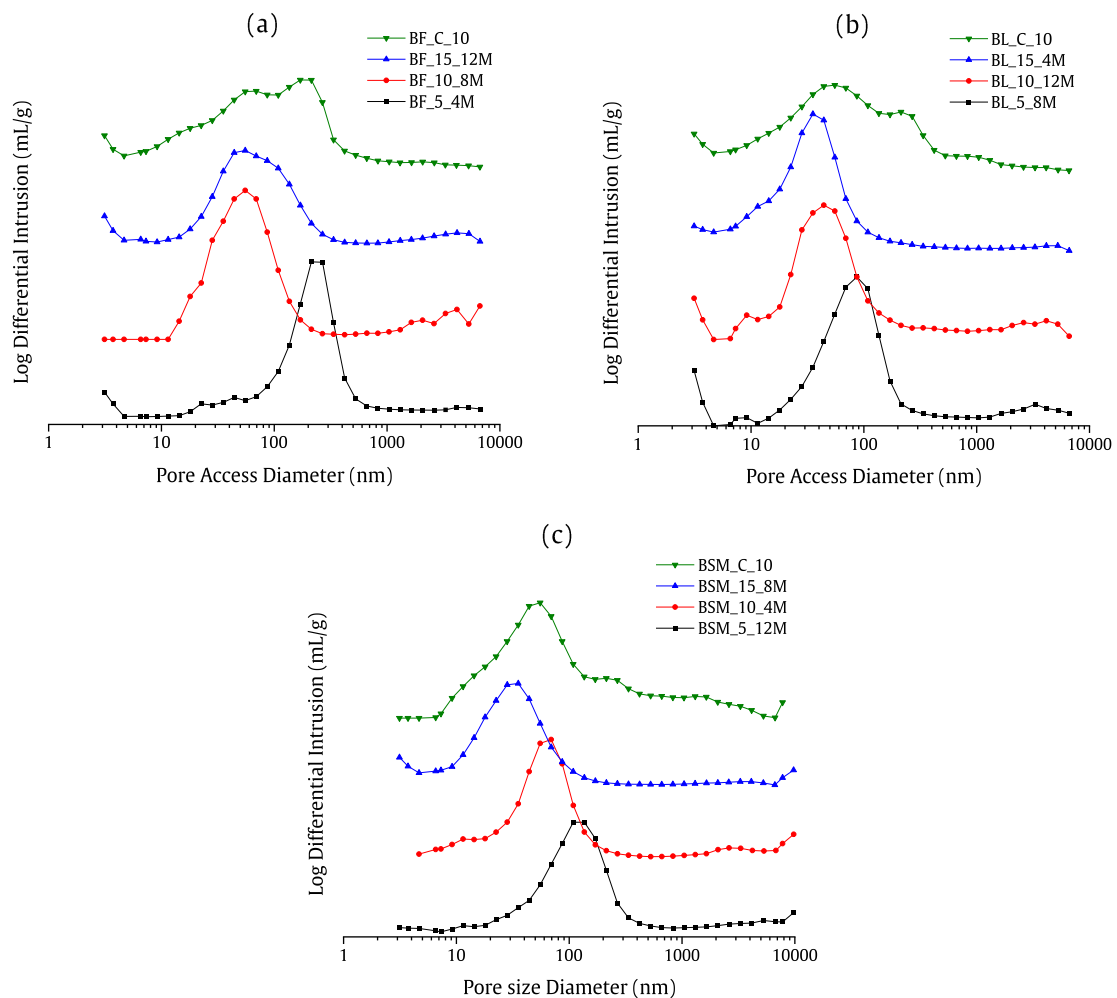 (a)
BF_C_10
BF_15_12M
BF_10_8M
BF_5_4M
Log Differential Intrusion (mL/g)
1 10 100 1000 10000
Pore Access Diameter (nm)
(b)
BL_C_10
BL_15_4M
BL_10_12M
BL_5_8M
Log Differential Intrusion (mL/g)
1 10 100 1000 10000
Pore Access Diameter (nm)
(c)
BSM_C_10
BSM_15_8M
BSM_10_4M
BSM_5_12M
Log Differential Intrusion (mL/g)
1 10 100 1000 10000
Pore size Diameter (nm)